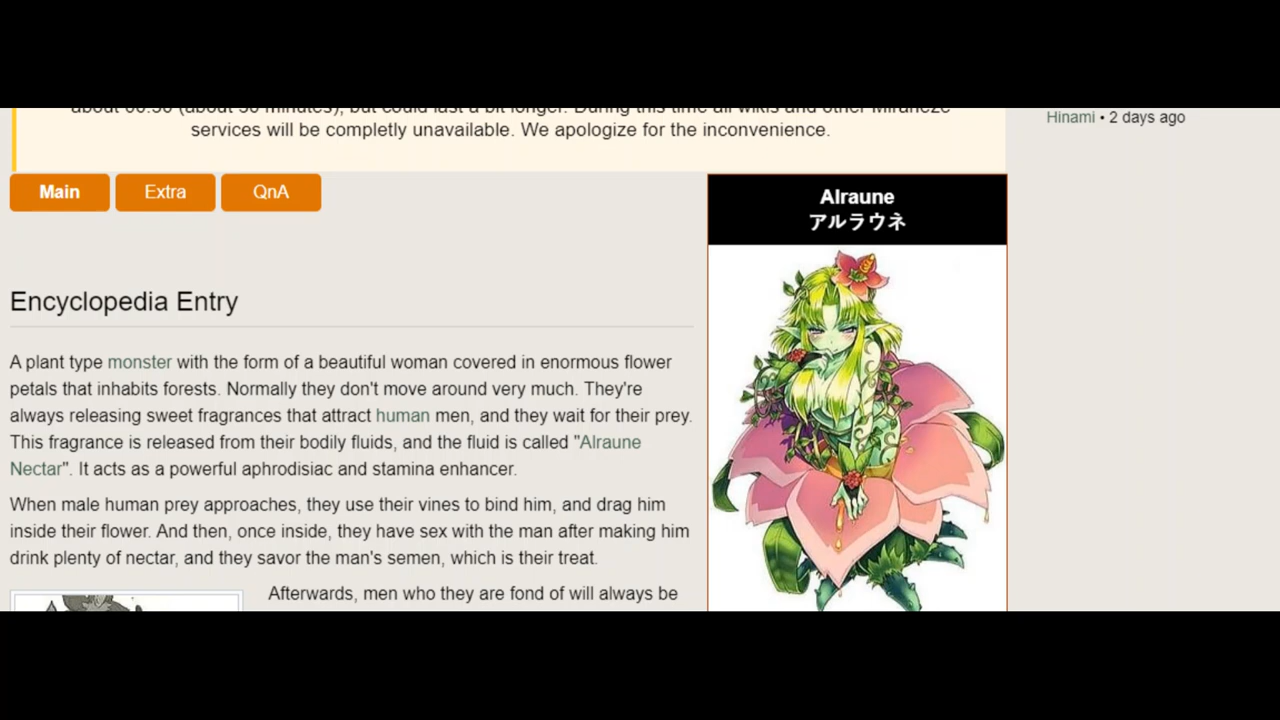 services will be completly unavailable. We apologize for the inconvenience.
Hinami • 2 days ago
Main
Extra
QnA
Alraune
アルラウネ
Encyclopedia Entry
A plant type monster with the form of a beautiful woman covered in enormous flower
petals that inhabits forests. Normally they don't move around very much. They're
always releasing sweet fragrances that attract human men, and they wait for their prey.
This fragrance is released from their bodily fluids, and the fluid is called "Alraune
Nectar". It acts as a powerful aphrodisiac and stamina enhancer.
When male human prey approaches, they use their vines to bind him, and drag him
inside their flower. And then, once inside, they have sex with the man after making him
drink plenty of nectar, and they savor the man's semen, which is their treat.
Afterwards, men who they are fond of will always be